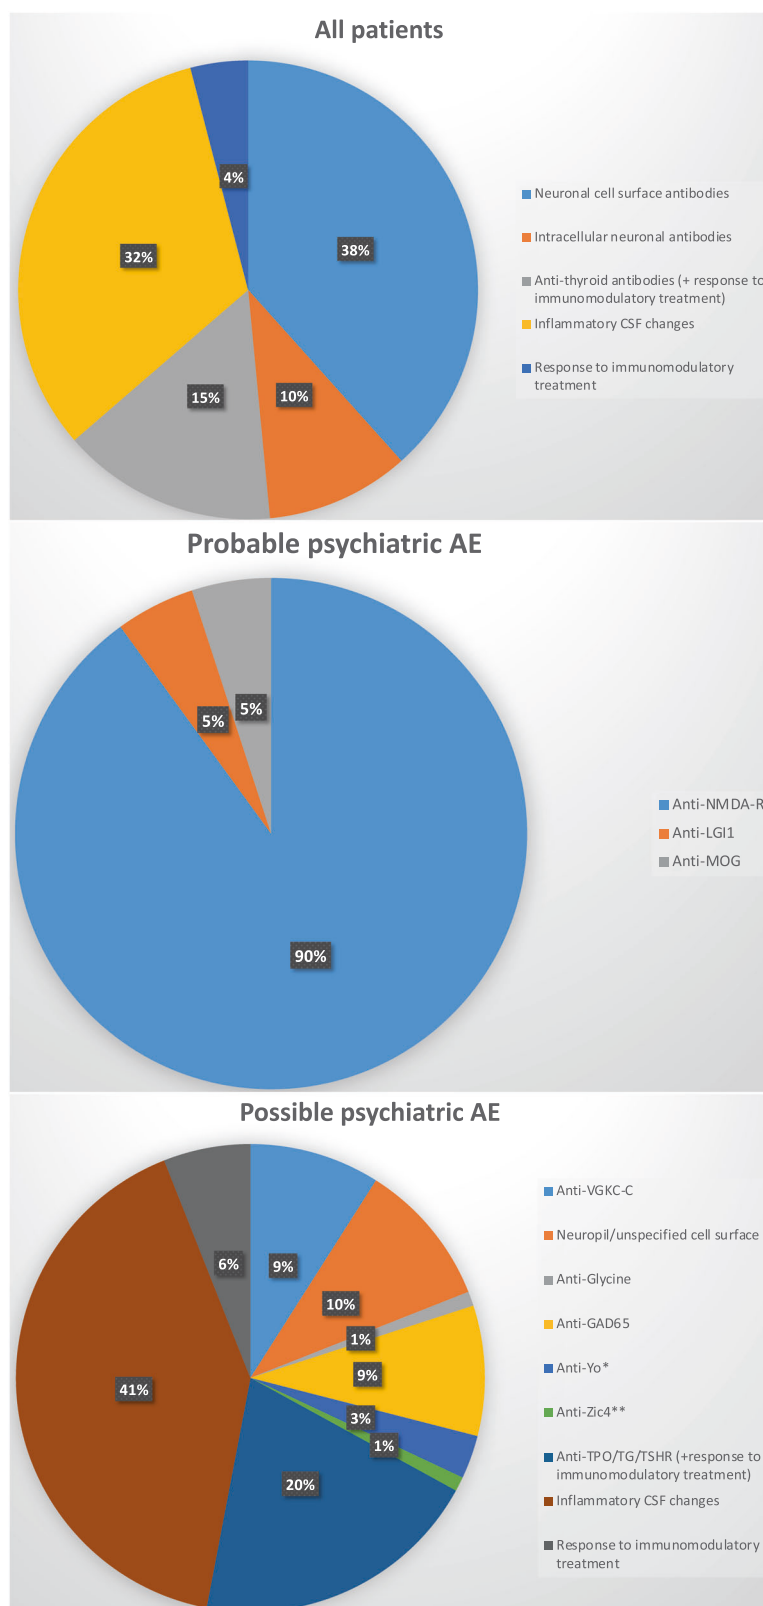 All patients
4%
38%
32%
15%
10%
Neuronal cell surface antibodies
Intracellular neuronal antibodies
Anti-thyroid antibodies (+ response to
immunomodulatory treatment)
Inflammatory CSF changes
Response to immunomodulatory
treatment
Probable psychiatric AE
5%
5%
90%
Anti-NMDA-R
Anti-LGI1
Anti-MOG
Possible psychiatric AE
6%
9%
10%
1%
9%
41%
3%
1%
20%
Anti-VGKC-C
Neuropil/unspecified cell surface
Anti-Glycine
Anti-GAD65
Anti-Yo*
Anti-Zic4**
Anti-TPO/TG/TSHR (+response to
immunomodulatory treatment)
Inflammatory CSF changes
Response to immunomodulatory
treatment